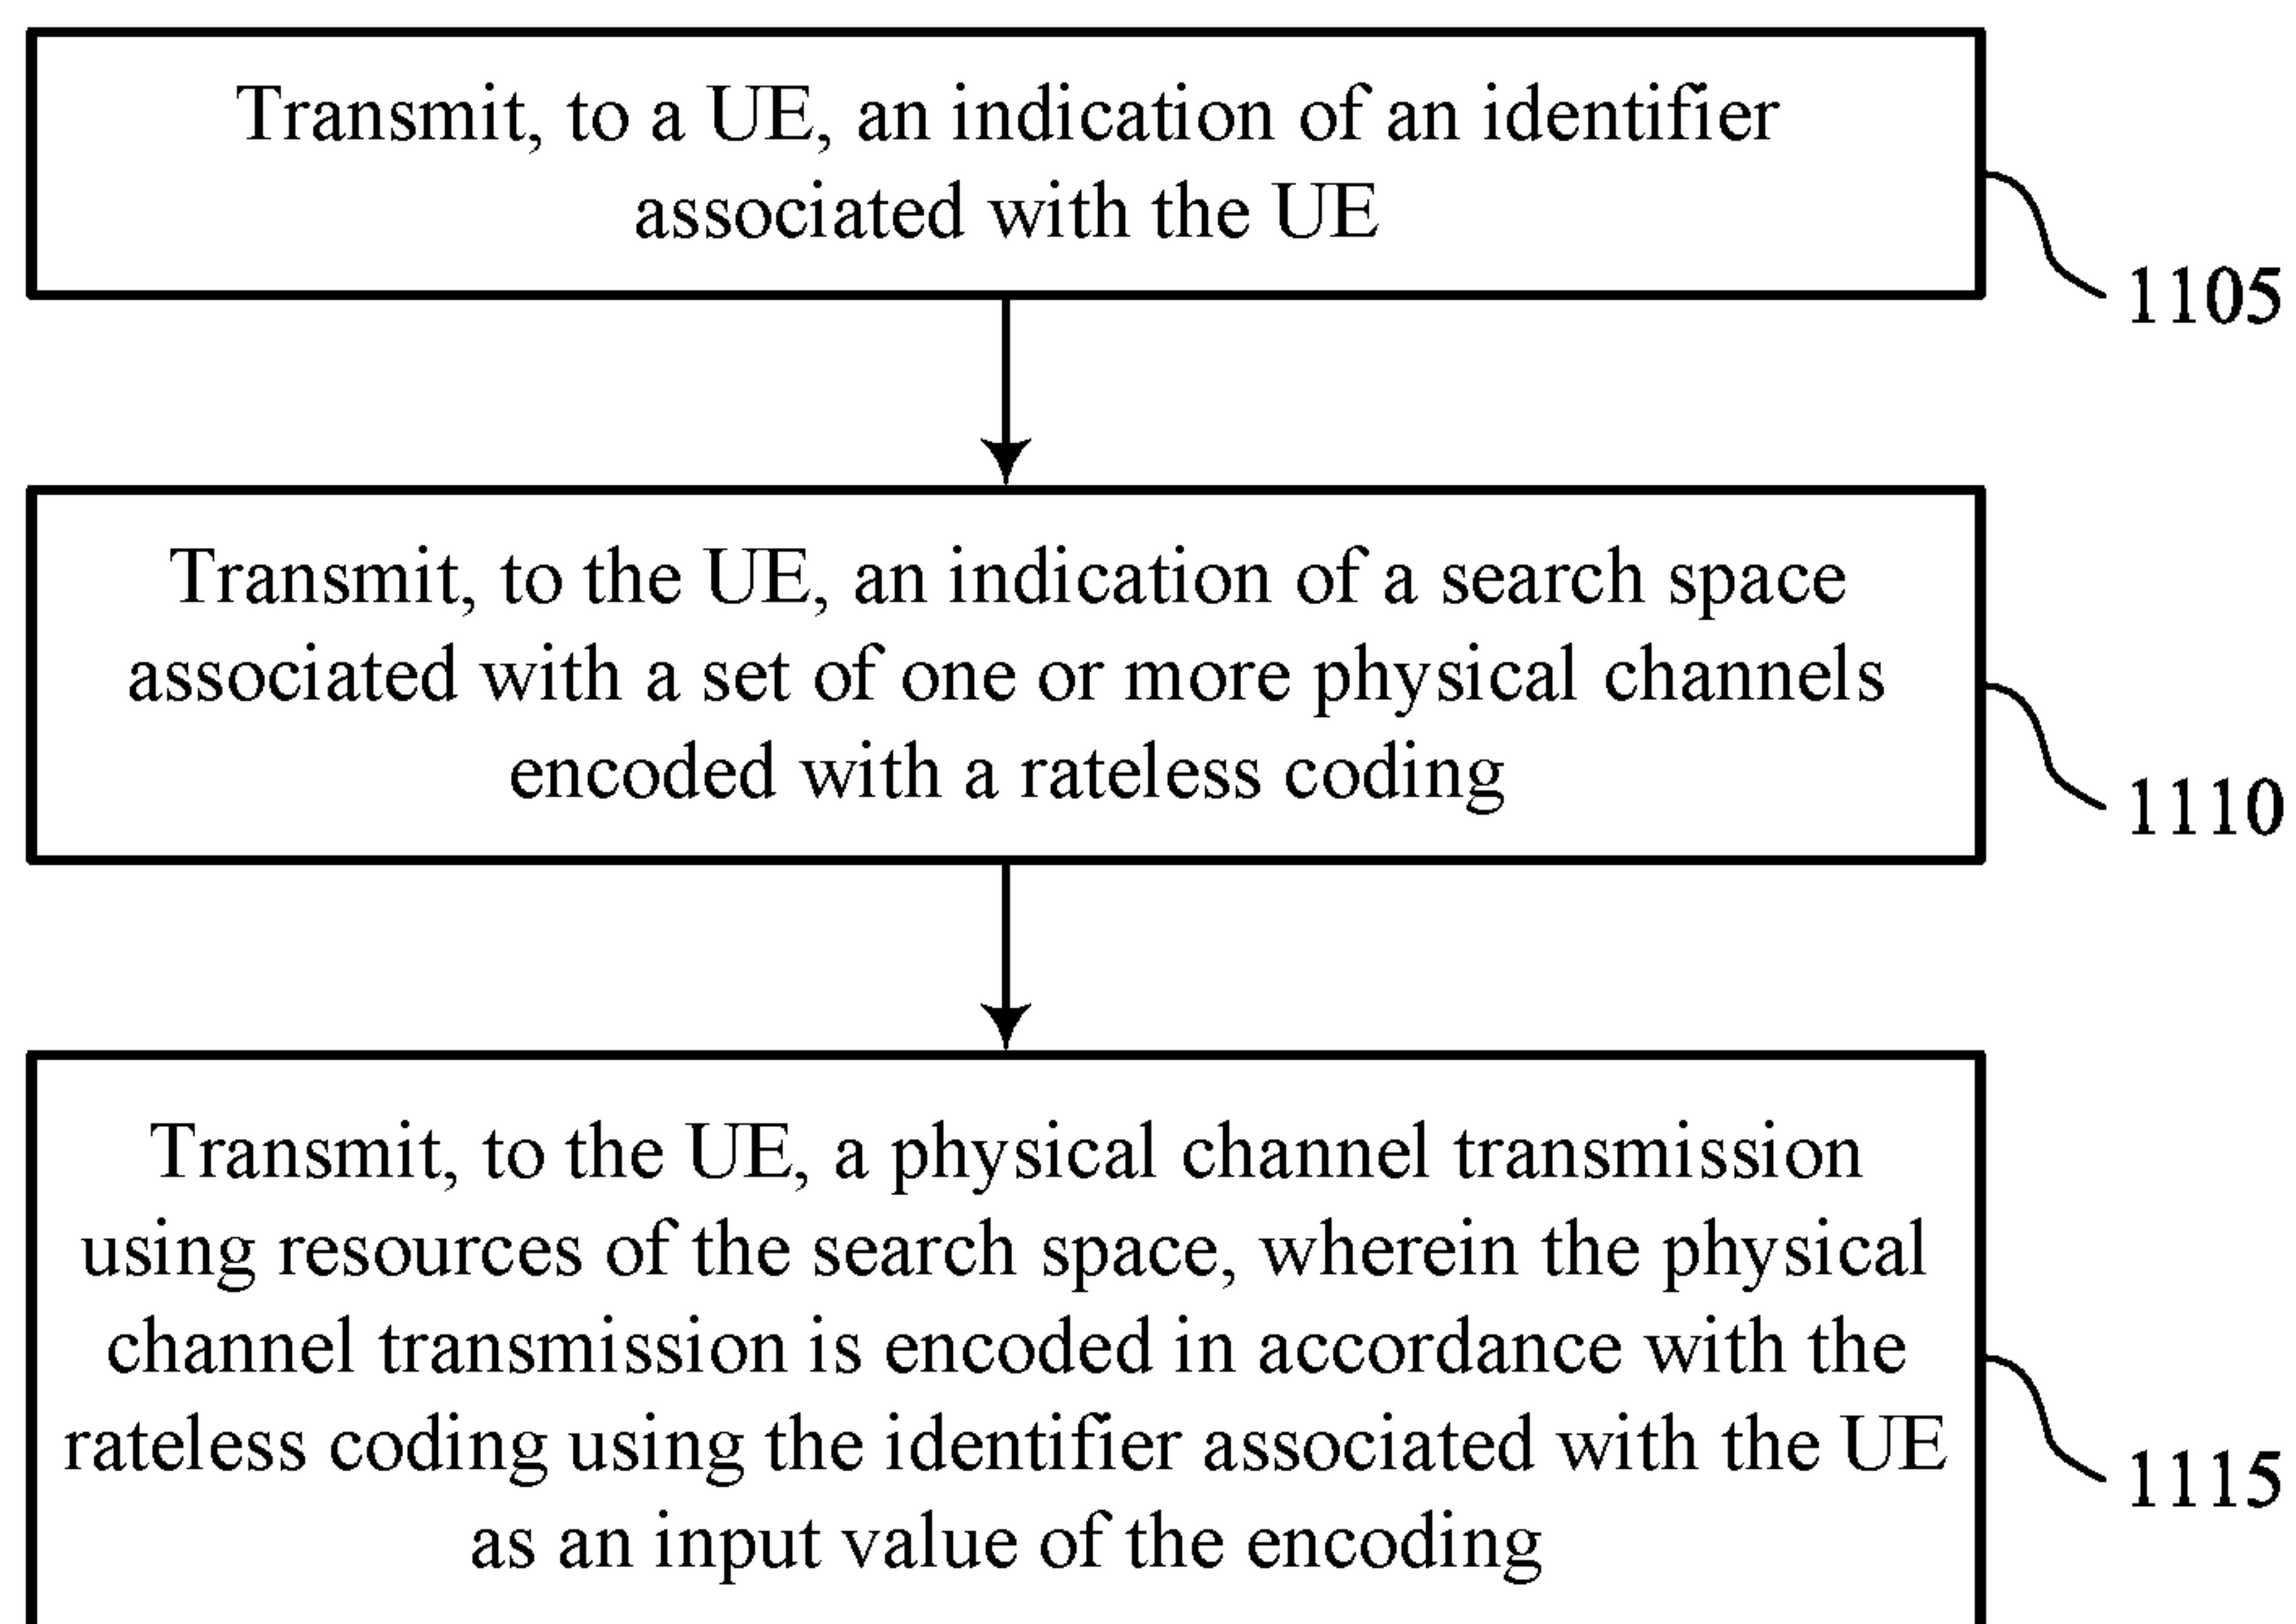 Transmit, to a UE, an indication of an identifier
associated with the UE
1105
Transmit, to the UE, an indication of a search space
associated with a set of one or more physical channels
encoded with a rateless coding
1110
Transmit, to the UE, a physical channel transmission
using resources of the search space, wherein the physical
channel transmission is encoded in accordance with the
rateless coding using the identifier associated with the UE
as an input value of the encoding
1115